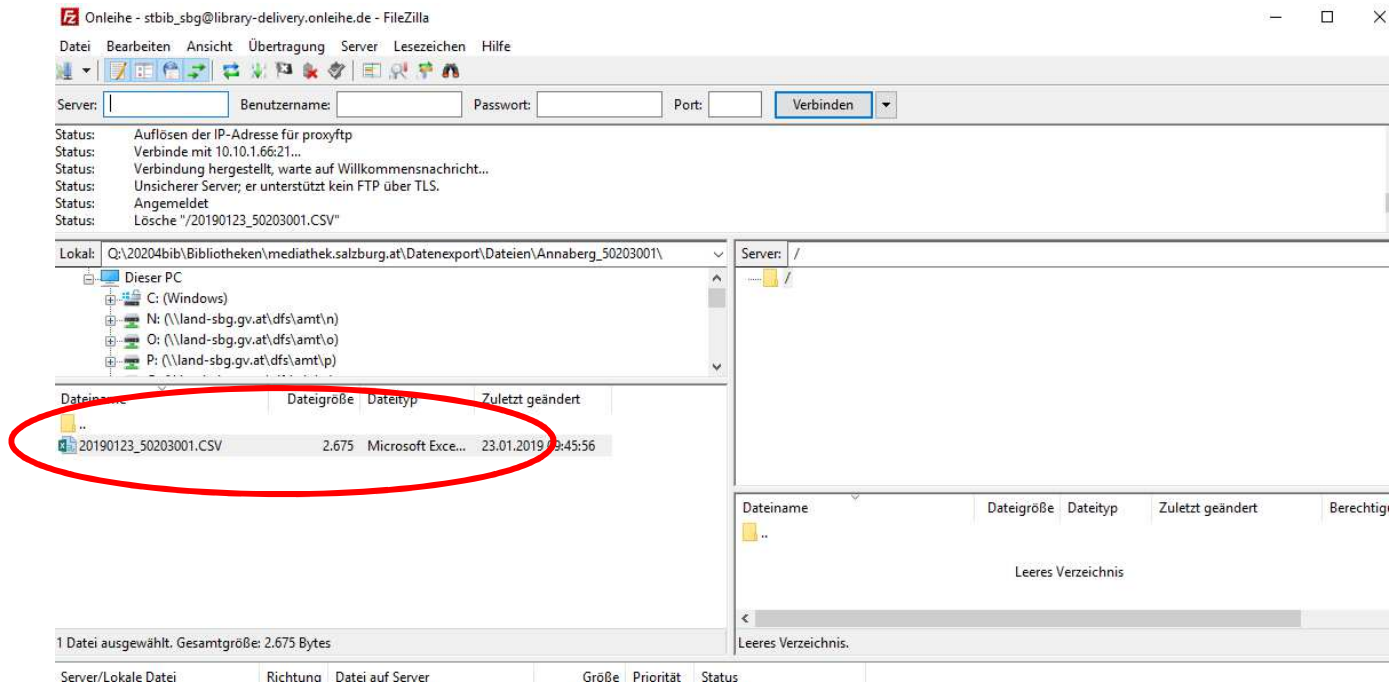 Onleihe - stbib_sbg@library-delivery.onleihe.de - FileZilla
Datei Bearbeiten Ansicht Übertragung Server Lesezeichen Hilfe
Server: Benutzername: Passwort: Port: Verbinden
Status: Auflösen der IP-Adresse für proxyftp
Status: Verbinde mit 10.10.1.66:21...
Status: Verbindung hergestellt, warte auf Willkommensnachricht...
Status: Unsicherer Server; er unterstützt kein FTP über TLS.
Status: Angemeldet
Status: Lösche "/20190123_50203001.CSV"
Lokal: Q:\20204bib\Bibliotheken\mediathek.salzburg.at\Datenexport\Dateien\Annaberg_50203001\
Dieser PC
C: (Windows)
N: (\\land-sbg.gv.at\dfs\amt\n)
O: (\\land-sbg.gv.at\dfs\amt\o)
P: (\\land-sbg.gv.at\dfs\amt\p)
Dateiname Dateigröße Dateityp Zuletzt geändert
..
20190123_50203001.CSV 2.675 Microsoft Exce... 23.01.2019 09:45:56
1 Datei ausgewählt. Gesamtgröße: 2.675 Bytes
Server: /
/
Dateiname Dateigröße Dateityp Zuletzt geändert Berechtigu
..
Leeres Verzeichnis
Leeres Verzeichnis.
Server/Lokale Datei Richtung Datei auf Server Größe Priorität Status